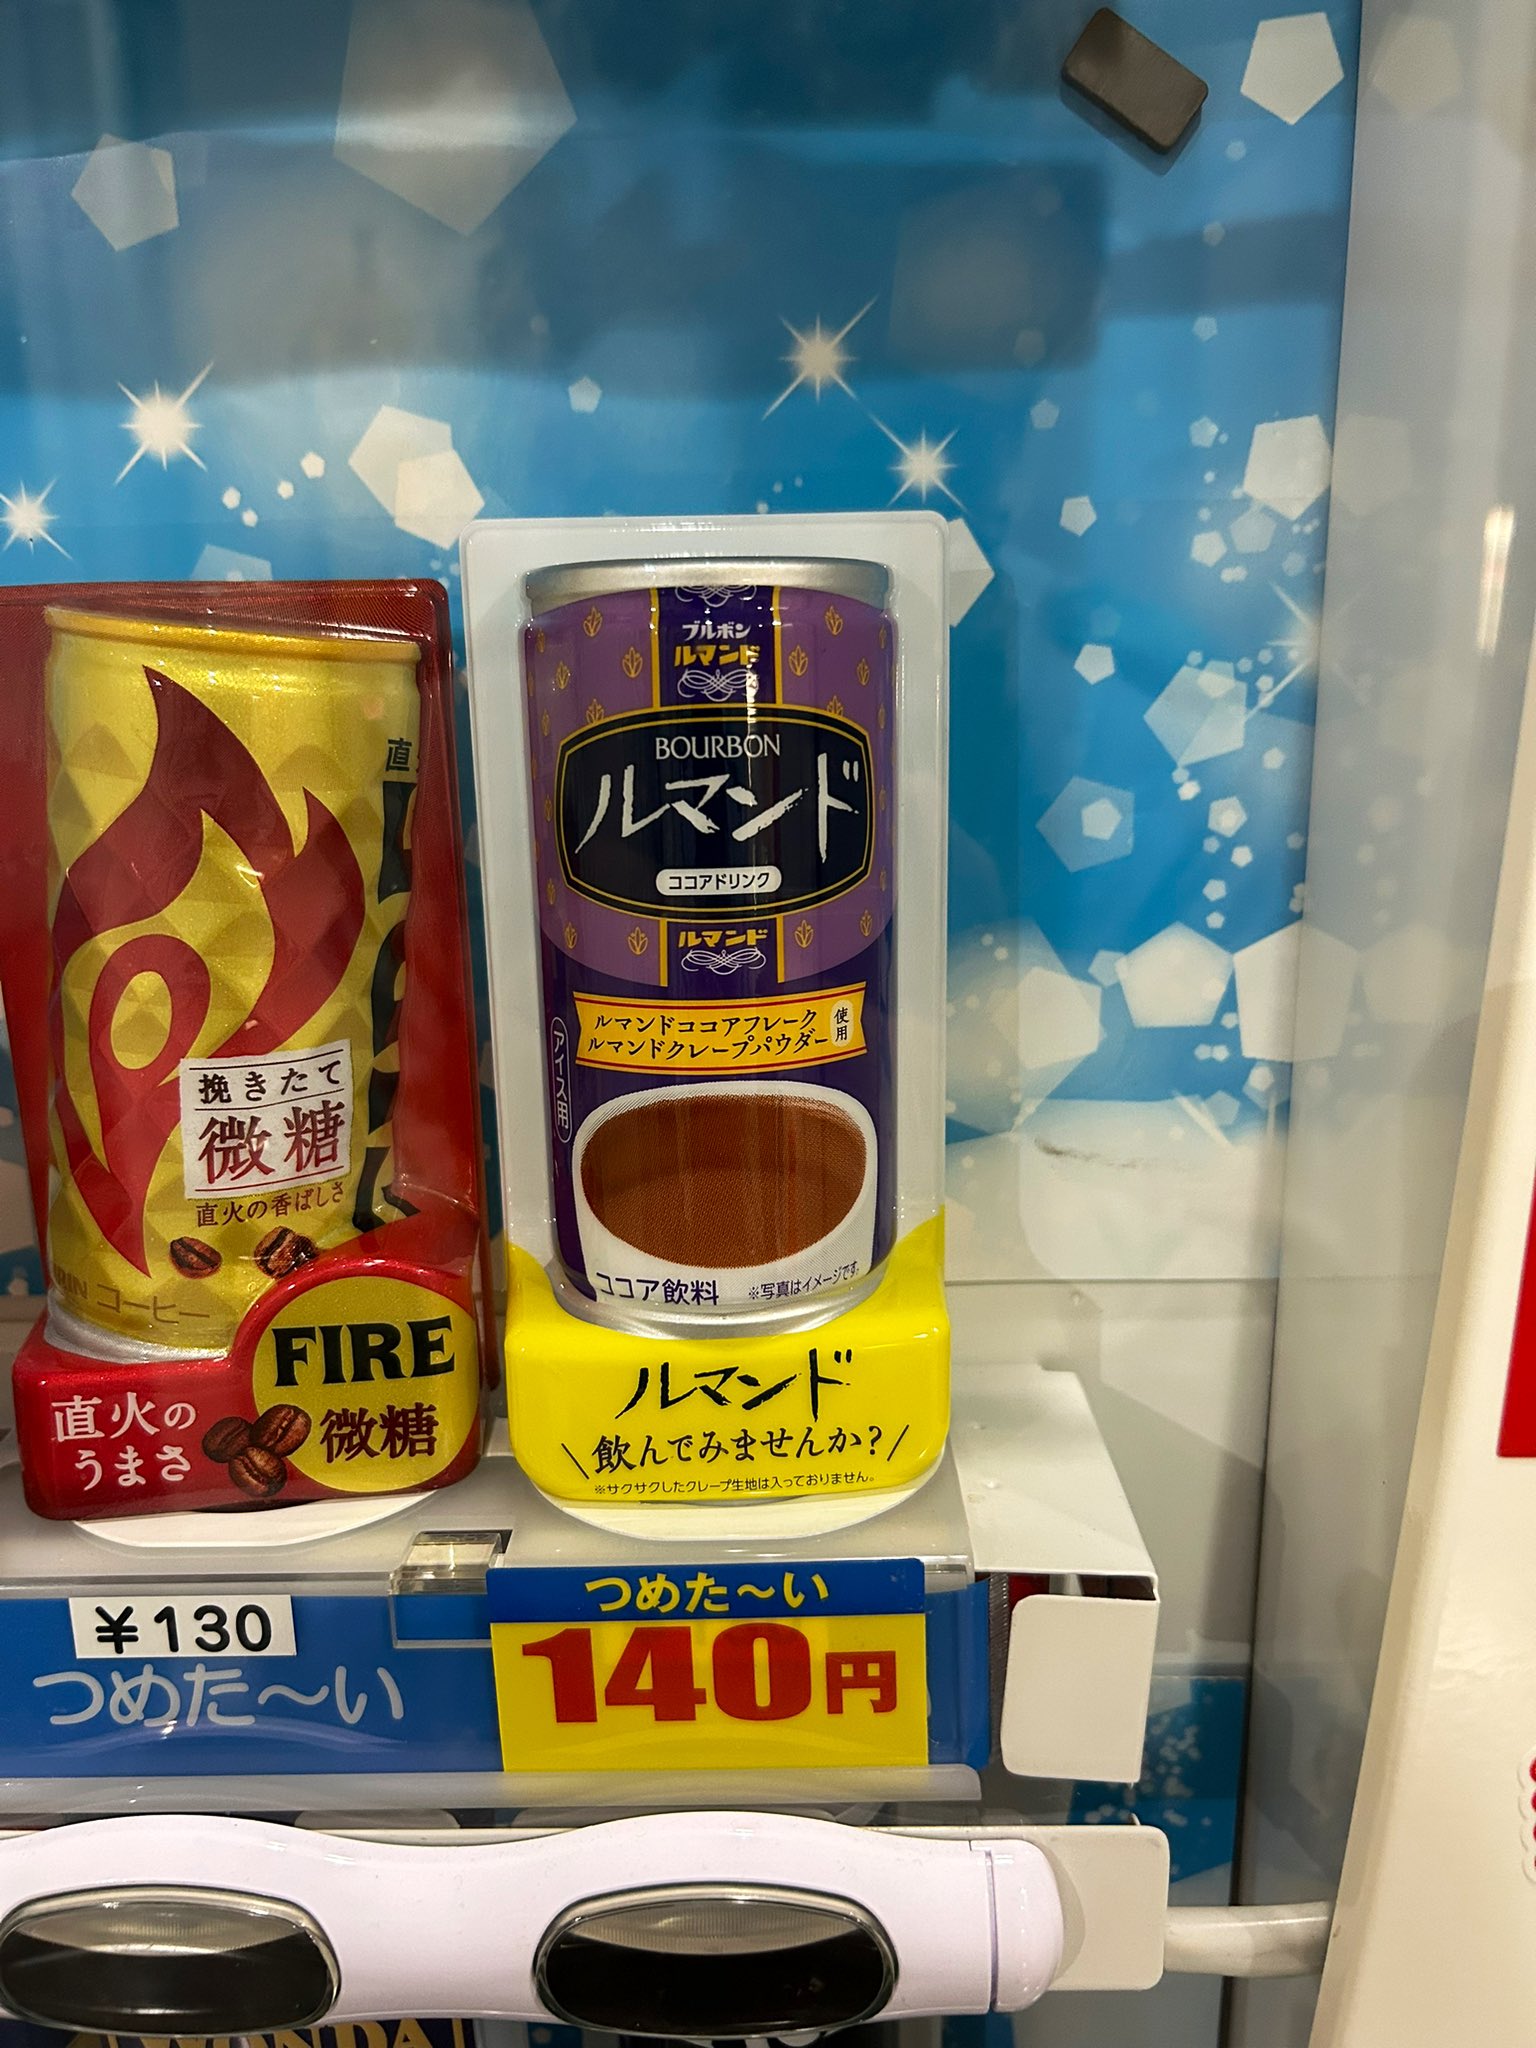 挽きたて
微糖
直火の香ばしさ
コーヒー
FIRE
微糖
直火の
うまさ
¥130
つめた〜い
ブルボン
ルマンド
BOURBON
ルマンド
ココアドリンク
ルマンド
ルマンドココアフレーク
ルマンドクレープパウダー
使用
アイス用
ココア飲料
※写真はイメージです。
ルマンド
\飲んでみませんか?/
※サクサクしたクレープ生地は入っておりません。
つめた〜い
140円
WONDA